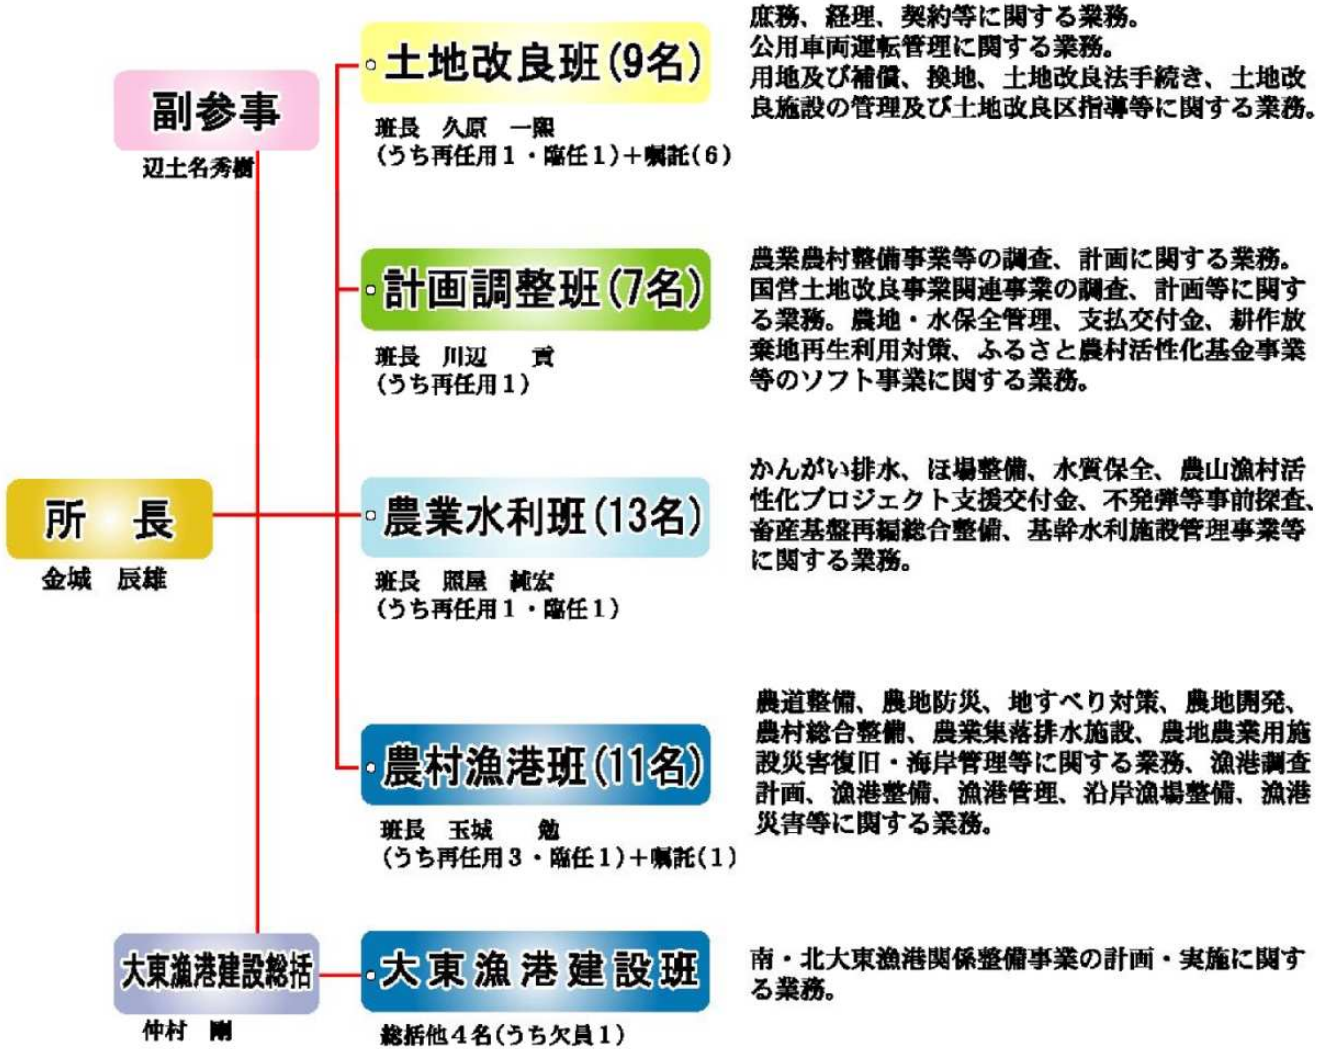 副参事
辺土名秀樹
所　長
金城　辰雄
大東漁港建設総括
仲村　剛
土地改良班(9名)
班長　久原　一熙
(うち再任用1・臨任1)+嘱託(6)
庶務、経理、契約等に関する業務。
公用車両運転管理に関する業務。
用地及び補償、換地、土地改良法手続き、土地改
良施設の管理及び土地改良区指導等に関する業務。
計画調整班(7名)
班長　川辺　　貢
(うち再任用1)
農業農村整備事業等の調査、計画に関する業務。
国営土地改良事業関連事業の調査、計画等に関す
る業務。農地・水保全管理、支払交付金、耕作放
棄地再生利用対策、ふるさと農村活性化基金事業
等のソフト事業に関する業務。
農業水利班(13名)
班長　照屋　純宏
(うち再任用1・臨任1)
かんがい排水、ほ場整備、水質保全、農山漁村活
性化プロジェクト支援交付金、不発弾等事前探査、
畜産基盤再編総合整備、基幹水利施設管理事業等
に関する業務。
農村漁港班(11名)
班長　玉城　　勉
(うち再任用3・臨任1)+嘱託(1)
農道整備、農地防災、地すべり対策、農地開発、
農村総合整備、農業集落排水施設、農地農業用施
設災害復旧・海岸管理等に関する業務、漁港調査
計画、漁港整備、漁港管理、沿岸漁場整備、漁港
災害等に関する業務。
大東漁港建設班
総括他4名(うち欠員1)
南・北大東漁港関係整備事業の計画・実施に関す
る業務。